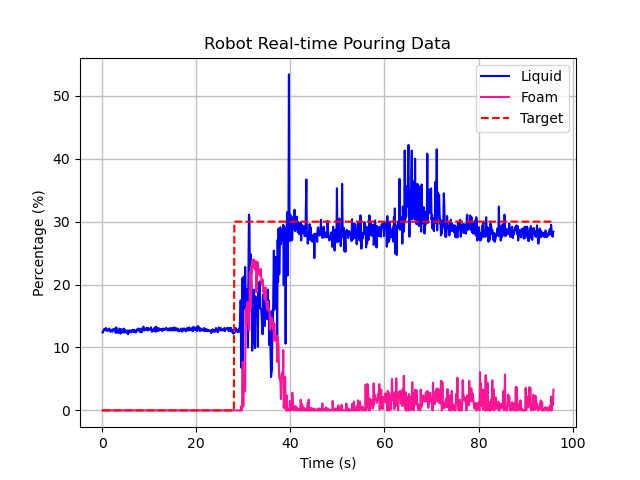 Robot Real-time Pouring Data
Liquid
Foam
Target
Percentage (%)
50
40
30
20
10
0
0 20 40 60 80 100
Time (s)